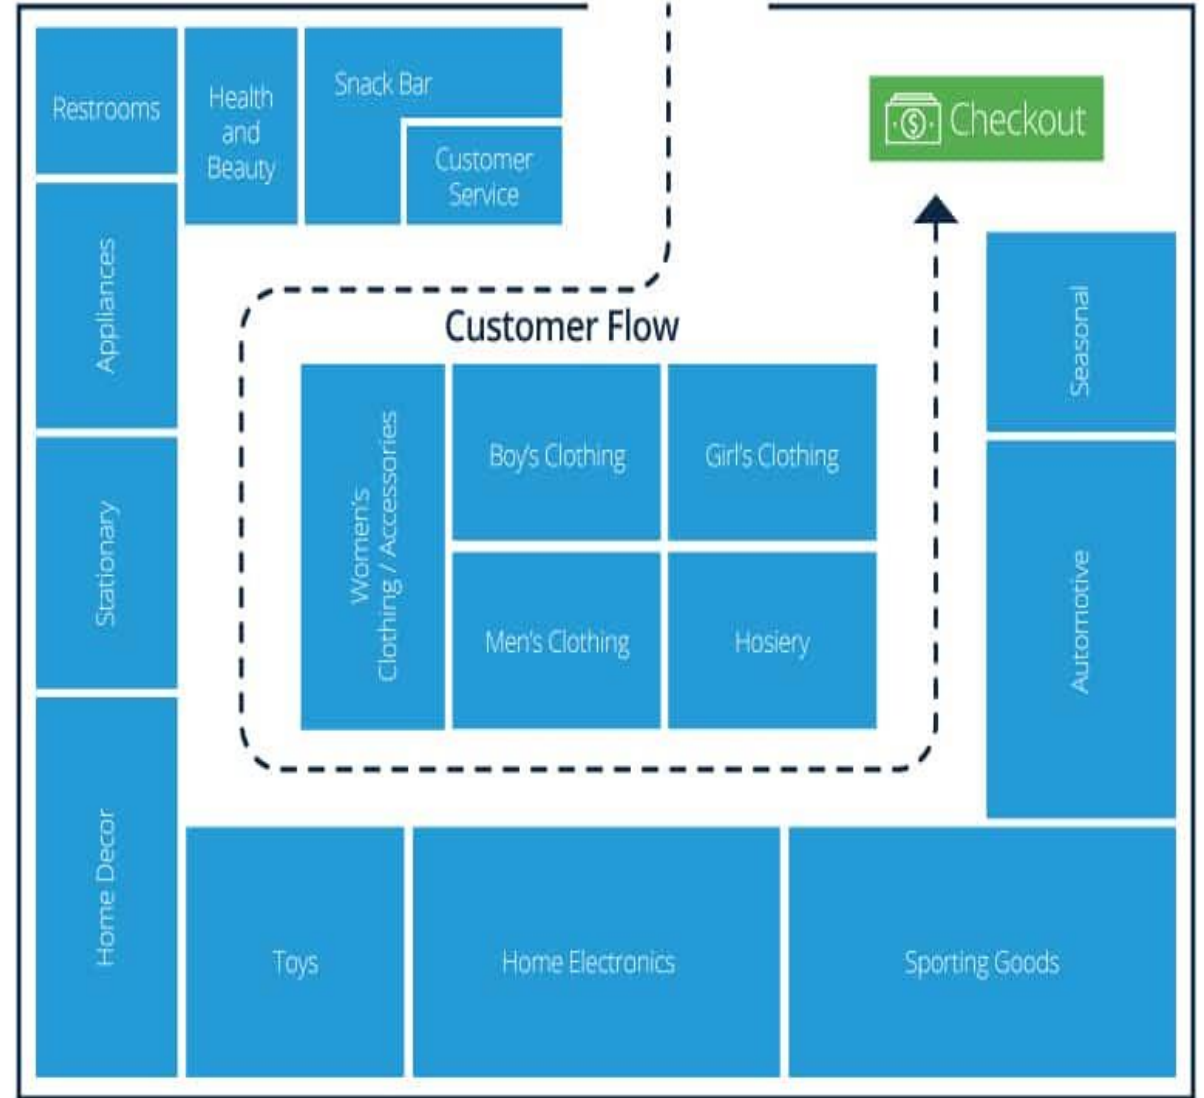 Restrooms
Health
and
Beauty
Snack Bar
Customer
Service
Checkout
Appliances
Customer Flow
Seasonal
Women's
Clothing / Accessories
Boy's Clothing
Girl's Clothing
Stationary
Men's Clothing
Hosiery
Automotive
Home Decor
Toys
Home Electronics
Sporting Goods